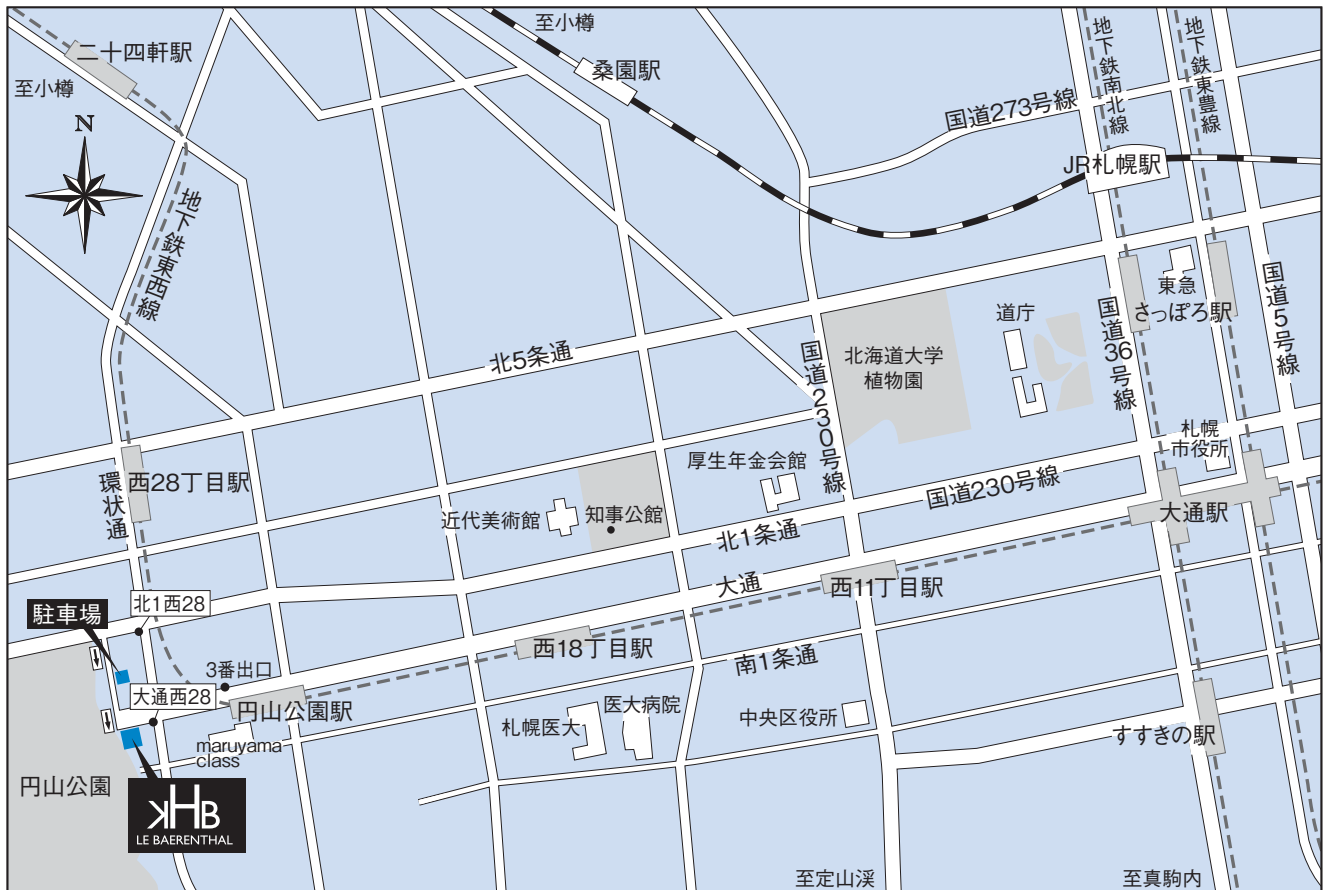 至小樽
二十四軒駅
桑園駅
至小樽
地下鉄南北線
地下鉄東豊線
国道273号線
N
JR札幌駅
地下鉄東西線
東急
さっぽろ駅
国道5号線
道庁
国道36号線
北海道大学
植物園
国道230号線
北5条通
札幌
市役所
厚生年金会館
国道230号線
西28丁目駅
環状通
近代美術館
知事公館
北1条通
大通駅
大通
西11丁目駅
北1西28
駐車場
西18丁目駅
南1条通
3番出口
大通西28
円山公園駅
札幌医大
医大病院
中央区役所
すすきの駅
maruyama
class
円山公園
KHB
LE BAERENTHAL
至定山渓
至真駒内